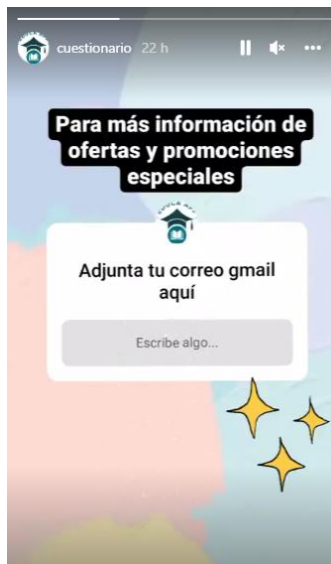 cuestionario 22 h
Para más información de
ofertas y promociones
especiales
Adjunta tu correo gmail
aquí
Escribe algo...